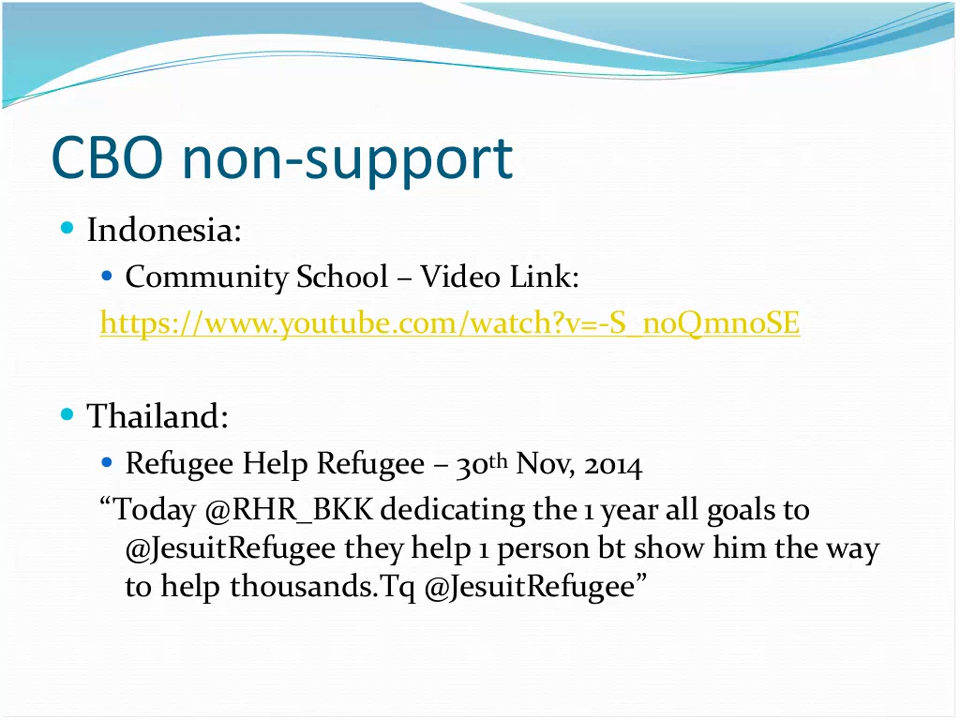 CBO non-support
Indonesia:
Community School – Video Link:
https://www.youtube.com/watch?v=-S_noQmnoSE
Thailand:
Refugee Help Refugee – 30th Nov, 2014
“Today @RHR_BKK dedicating the 1 year all goals to
@JesuitRefugee they help 1 person bt show him the way
to help thousands.Tq @JesuitRefugee”